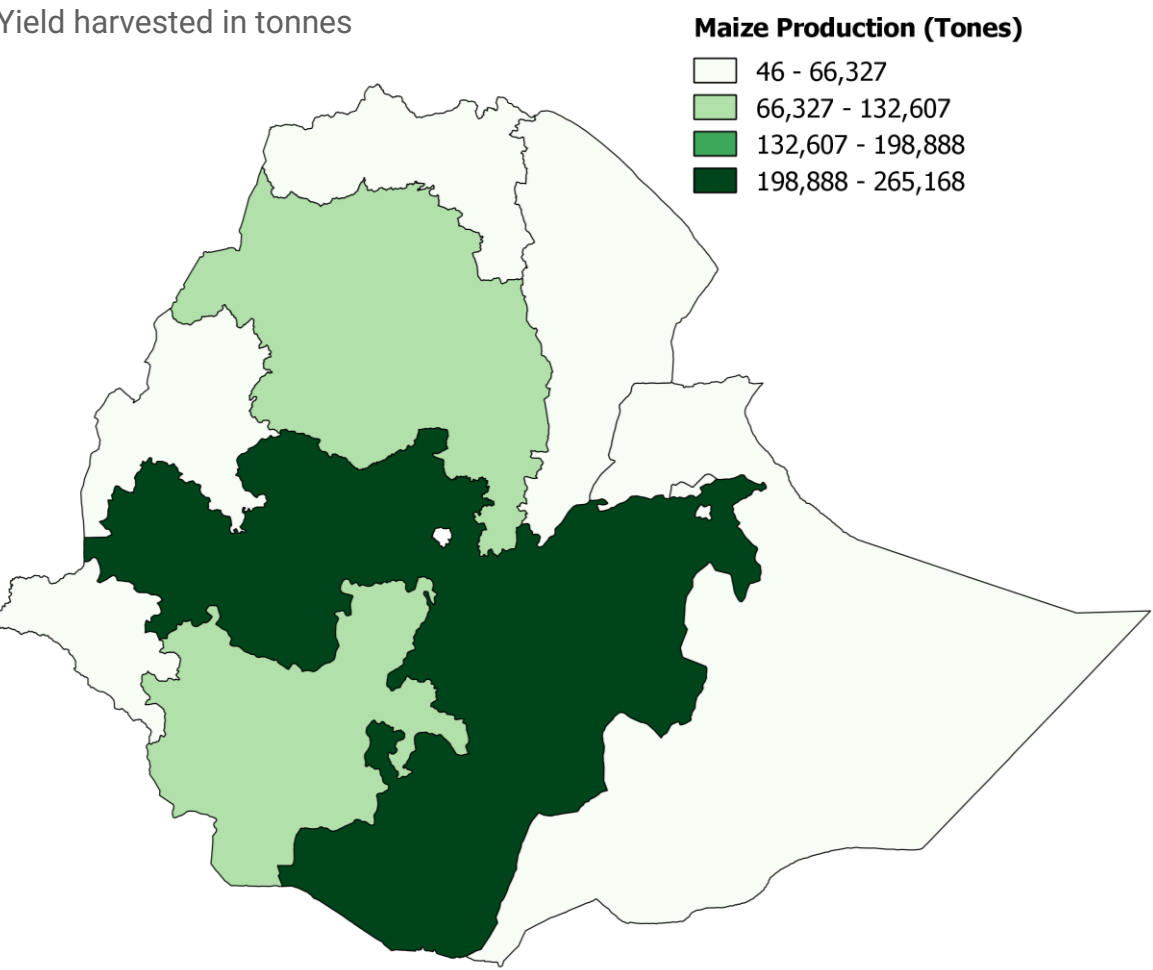 Yield harvested in tonnes
Maize Production (Tones)
46 - 66,327
66,327 - 132,607
132,607 - 198,888
198,888 - 265,168